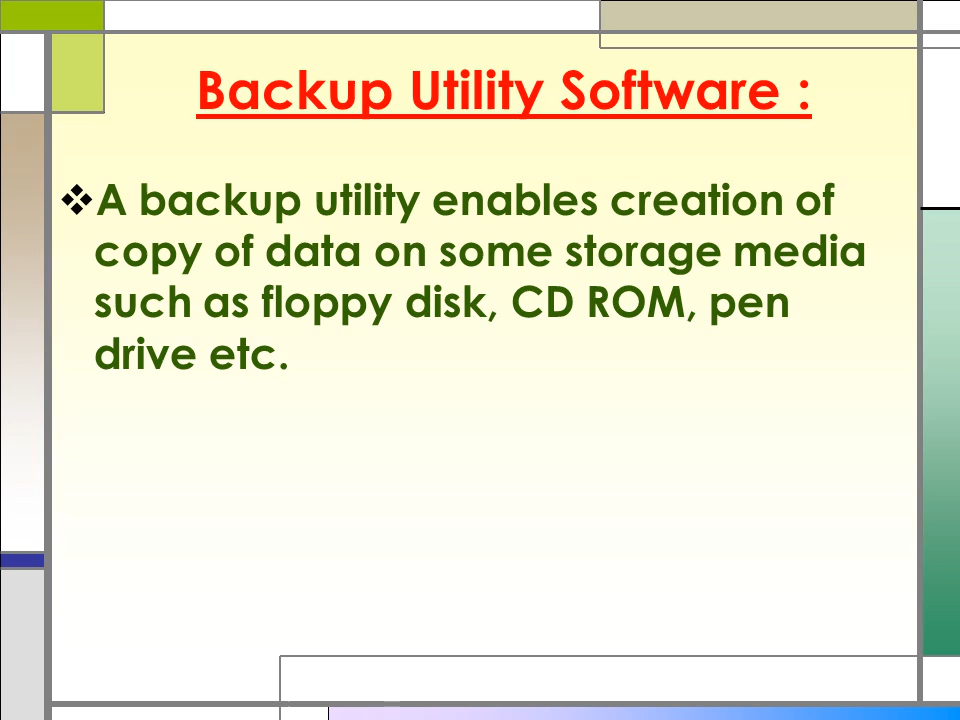 Backup Utility Software :
❖A backup utility enables creation of
copy of data on some storage media
such as floppy disk, CD ROM, pen
drive etc.